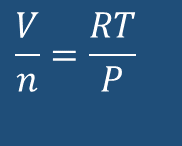 V/n = RT/P